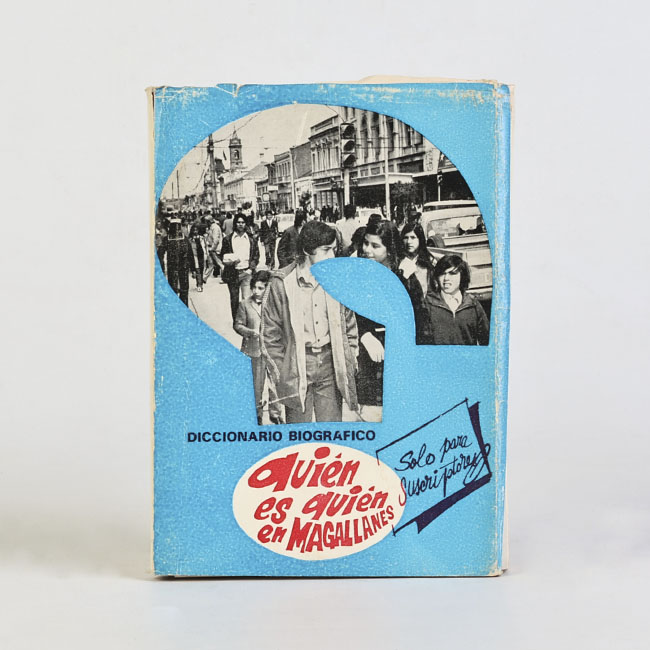 DICCIONARIO BIOGRAFICO
quién
es quién
en MAGALLANES
Solo para
Suscriptores